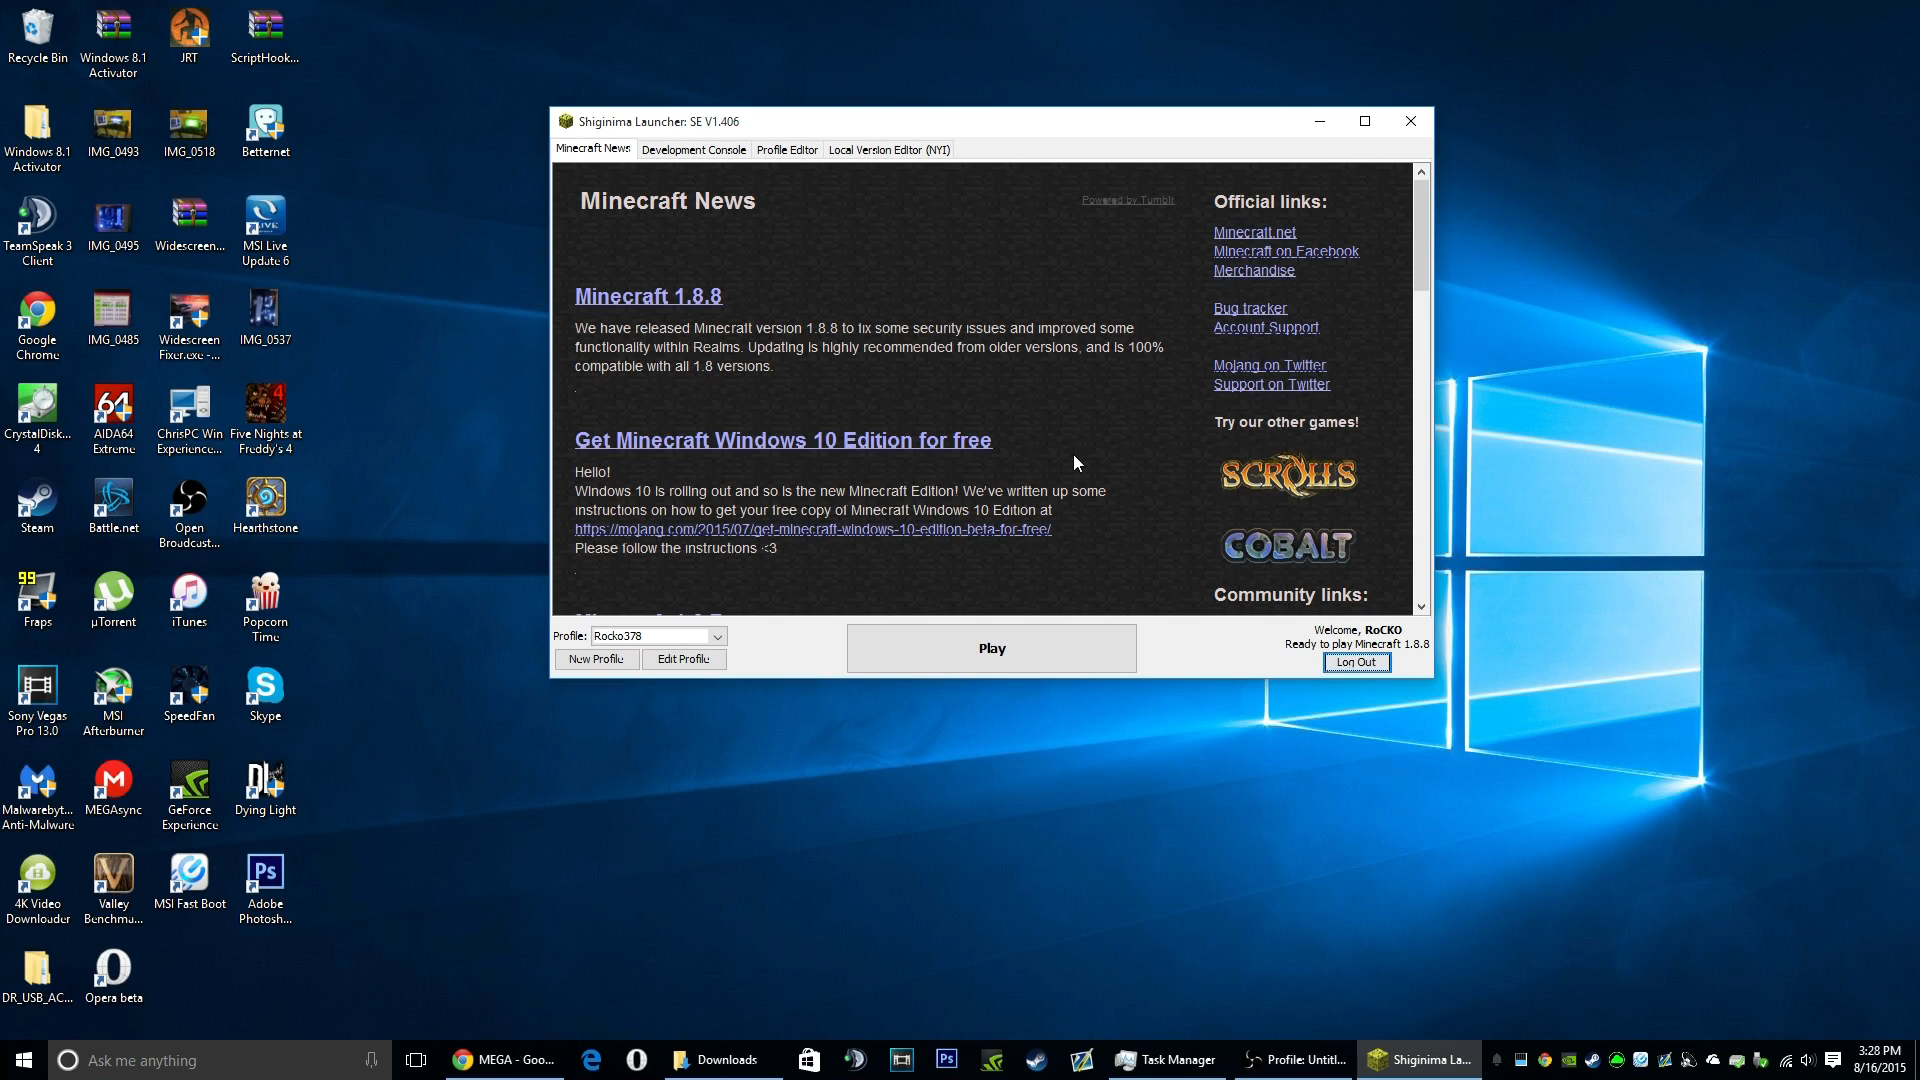 Recycle Bin
Windows 8.1
Activator
JRT
ScriptHook...
Windows 8.1
Activator
IMG_0493
IMG_0518
Betternet
TeamSpeak 3
Client
IMG_0495
Widescreen...
MSI Live
Update 6
Google
Chrome
IMG_0485
Widescreen
Fixer.exe -...
IMG_0537
CrystalDisk...
4
64
AIDA64
Extreme
ChrisPC Win
Experience...
4
Five Nights at
Freddy's 4
Steam
Battle.net
Open
Broadcast...
Hearthstone
99
Fraps
µTorrent
iTunes
Popcorn
Time
Sony Vegas
Pro 13.0
MSI
Afterburner
SpeedFan
Skype
Malwarebyt...
Anti-Malware
MEGAsync
GeForce
Experience
Dying Light
4K Video
Downloader
Valley
Benchma...
MSI Fast Boot
Ps
Adobe
Photosh...
DR_USB_AC...
Opera beta
Shiginima Launcher: SE V1.406
Minecraft News
Development Console
Profile Editor
Local Version Editor (NYI)
Minecraft News
Powered by Tumblr
Minecraft 1.8.8
We have released Minecraft version 1.8.8 to fix some security issues and improved some
functionality within Realms. Updating is highly recommended from older versions, and is 100%
compatible with all 1.8 versions.
.
Get Minecraft Windows 10 Edition for free
Hello!
Windows 10 is rolling out and so is the new Minecraft Edition! We've written up some
instructions on how to get your free copy of Minecraft Windows 10 Edition at
https://mojang.com/2015/07/get-minecraft-windows-10-edition-beta-for-free/
Please follow the instructions <3
.
Official links:
Minecraft.net
Minecraft on Facebook
Merchandise
Bug tracker
Account Support
Mojang on Twitter
Support on Twitter
Try our other games!
SCROLLS
COBALT
Community links:
Profile: Rocko378
New Profile
Edit Profile
Play
Welcome, RoCKO
Ready to play Minecraft 1.8.8
Log Out
Ask me anything
MEGA - Goo...
Downloads
Ps
Task Manager
Profile: Untitl...
Shiginima La...
3:28 PM
8/16/2015